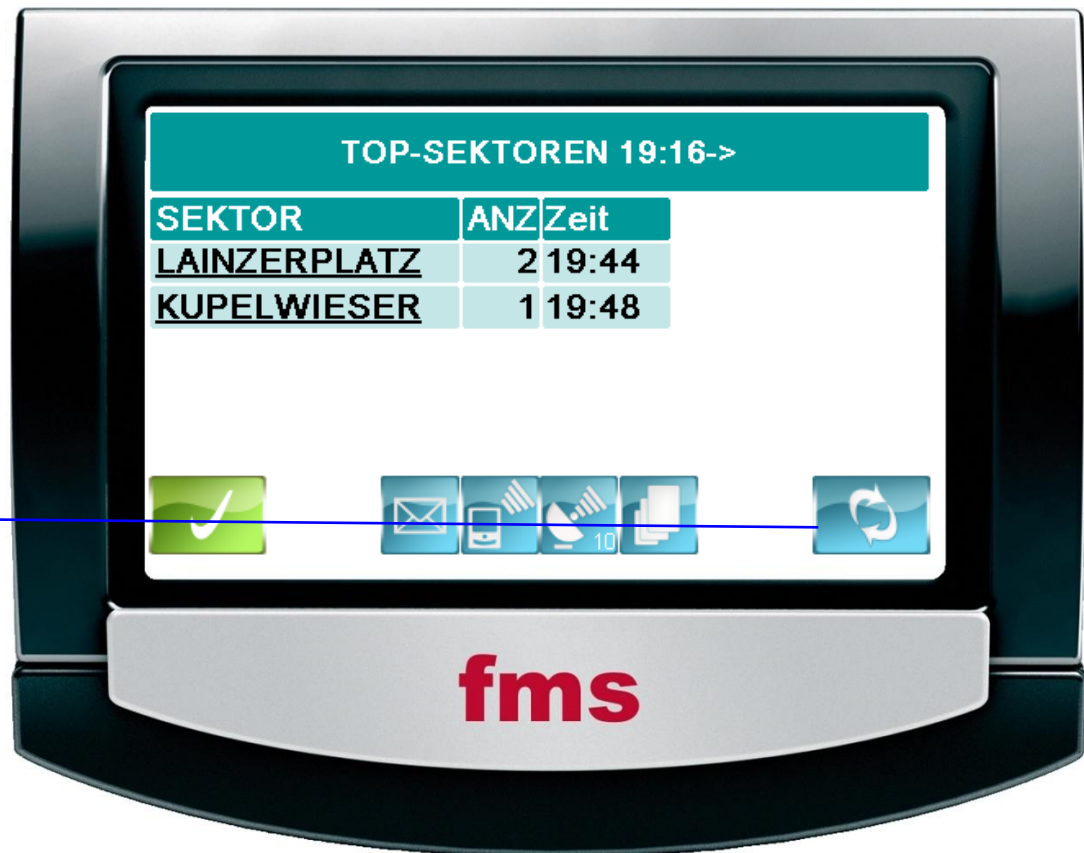 TOP-SEKTOREN 19:16->
SEKTOR ANZ Zeit
LAINZERPLATZ 2 19:44
KUPELWIESER 1 19:48
10
fms